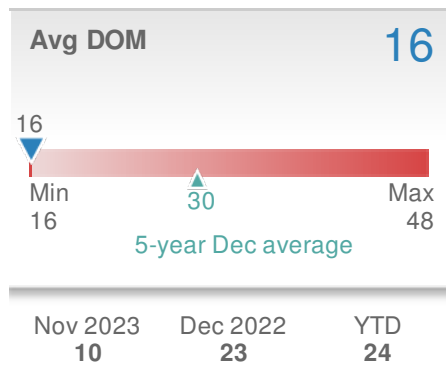 Avg DOM 16
16
Min Max
16 30 48
5-year Dec average
Nov 2023 Dec 2022 YTD
10 23 24